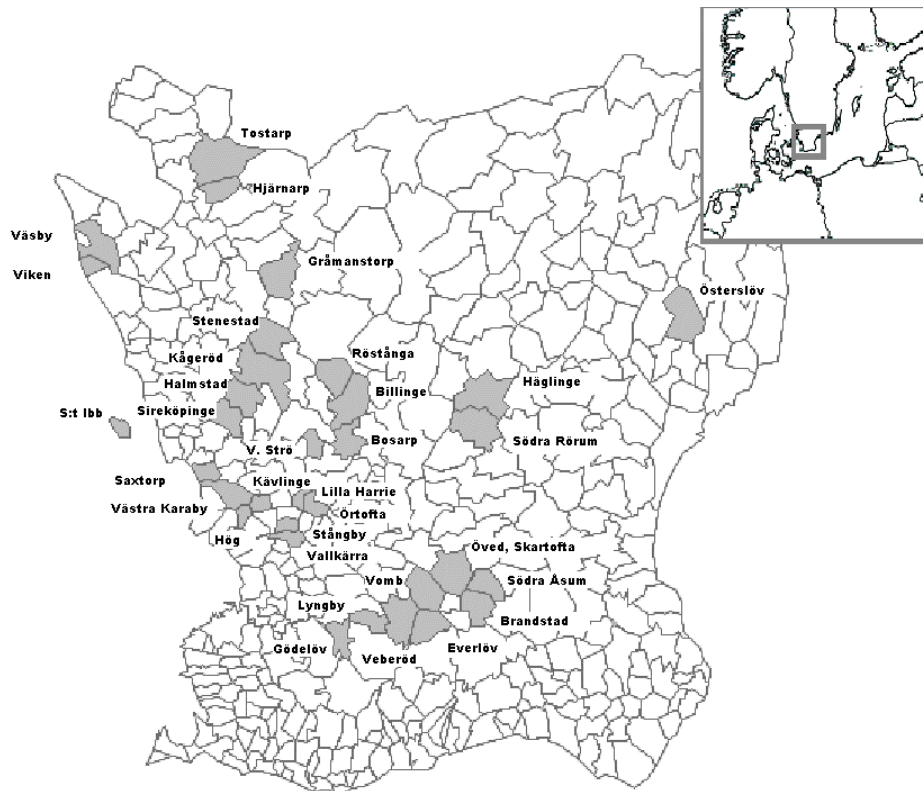 Tostarp
Hjärnarp
Väsby
Viken
Gråmanstorp
Österslöv
Stenestad
Kågeröd
Röstånga
Halmstad
Billinge
Häglinge
S:t Ibb
Sireköpinge
V. Strö
Bosarp
Södra Rörum
Saxtorp
Kävlinge
Lilla Harrie
Västra Karaby
Örtofta
Hög
Stångby
Vallkärra
Öved, Skartofta
Vomb
Södra Åsum
Lyngby
Brandstad
Gödelöv
Veberöd
Everlöv